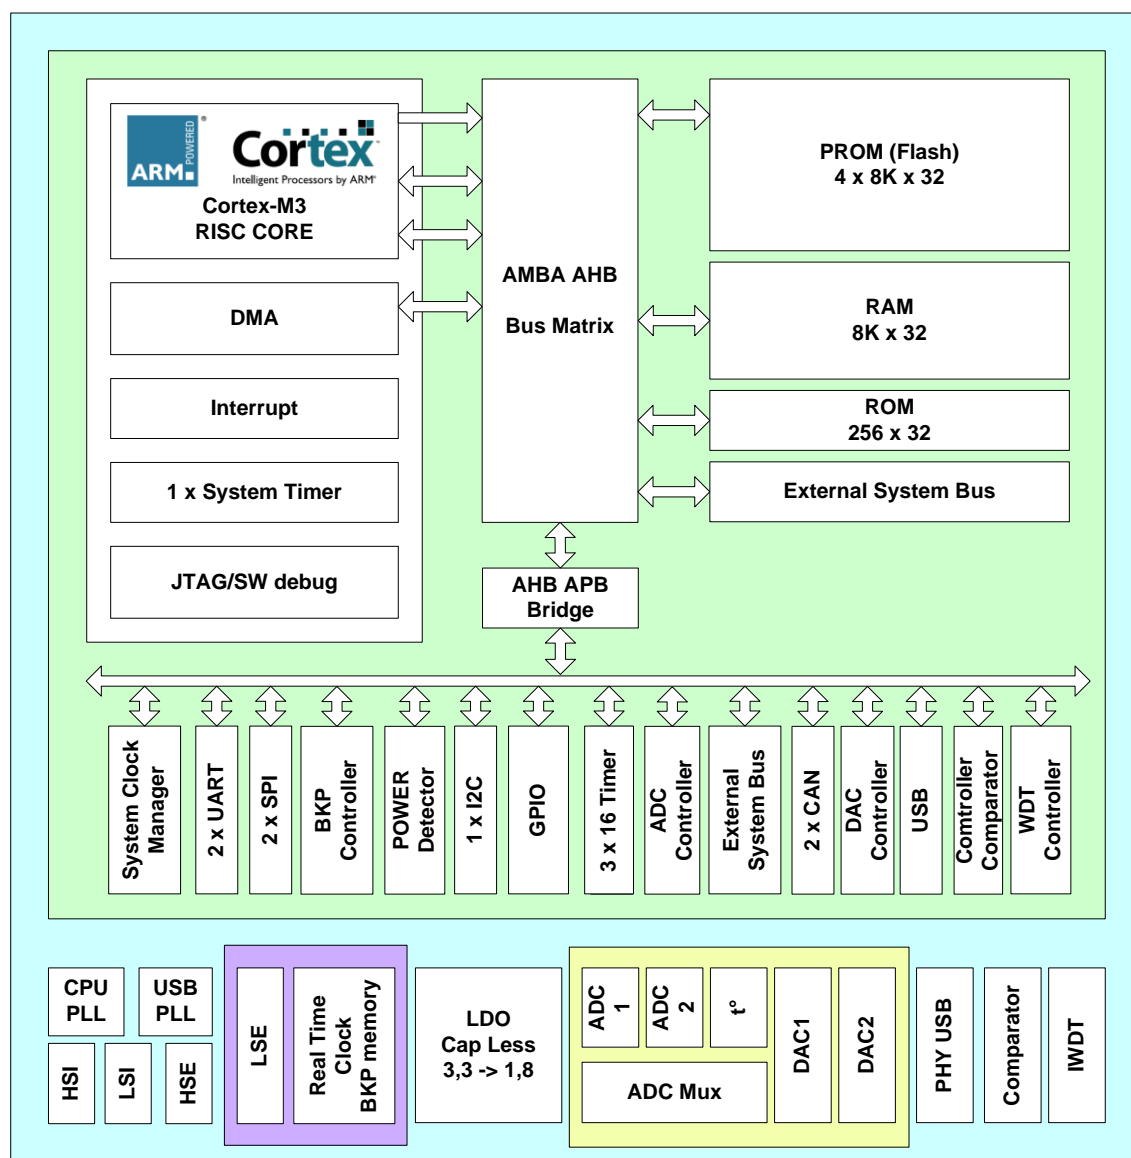 ARM
POWERED
®
Cortex
™
Intelligent Processors by ARM®
Cortex-M3
RISC CORE
DMA
Interrupt
1 x System Timer
JTAG/SW debug
AMBA AHB
Bus Matrix
AHB APB
Bridge
PROM (Flash)
4 x 8K x 32
RAM
8K x 32
ROM
256 x 32
External System Bus
System Clock
Manager
2 x UART
2 x SPI
BKP
Controller
POWER
Detector
1 x I2C
GPIO
3 x 16 Timer
ADC
Controller
External
System Bus
2 x CAN
DAC
Controller
USB
Comtroller
Comparator
WDT
Controller
CPU
PLL
USB
PLL
HSI
LSI
HSE
LSE
Real Time
Clock
BKP memory
LDO
Cap Less
3,3 -> 1,8
ADC
1
ADC
2
t°
ADC Mux
DAC1
DAC2
PHY USB
Comparator
IWDT